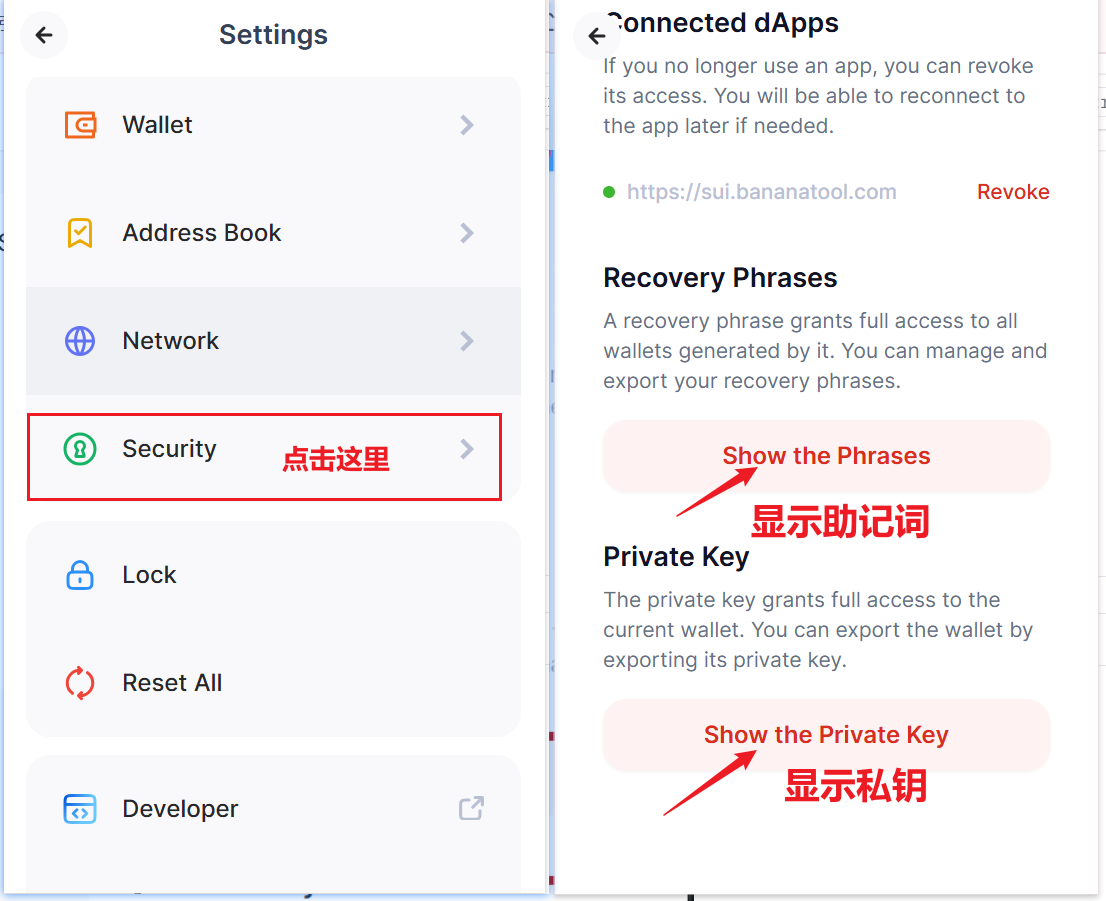 Settings
Wallet
Address Book
Network
Security
点击这里
Lock
Reset All
Developer
Connected dApps
If you no longer use an app, you can revoke
its access. You will be able to reconnect to
the app later if needed.
https://sui.bananatool.com
Revoke
Recovery Phrases
A recovery phrase grants full access to all
wallets generated by it. You can manage and
export your recovery phrases.
Show the Phrases
显示助记词
Private Key
The private key grants full access to the
current wallet. You can export the wallet by
exporting its private key.
Show the Private Key
显示私钥